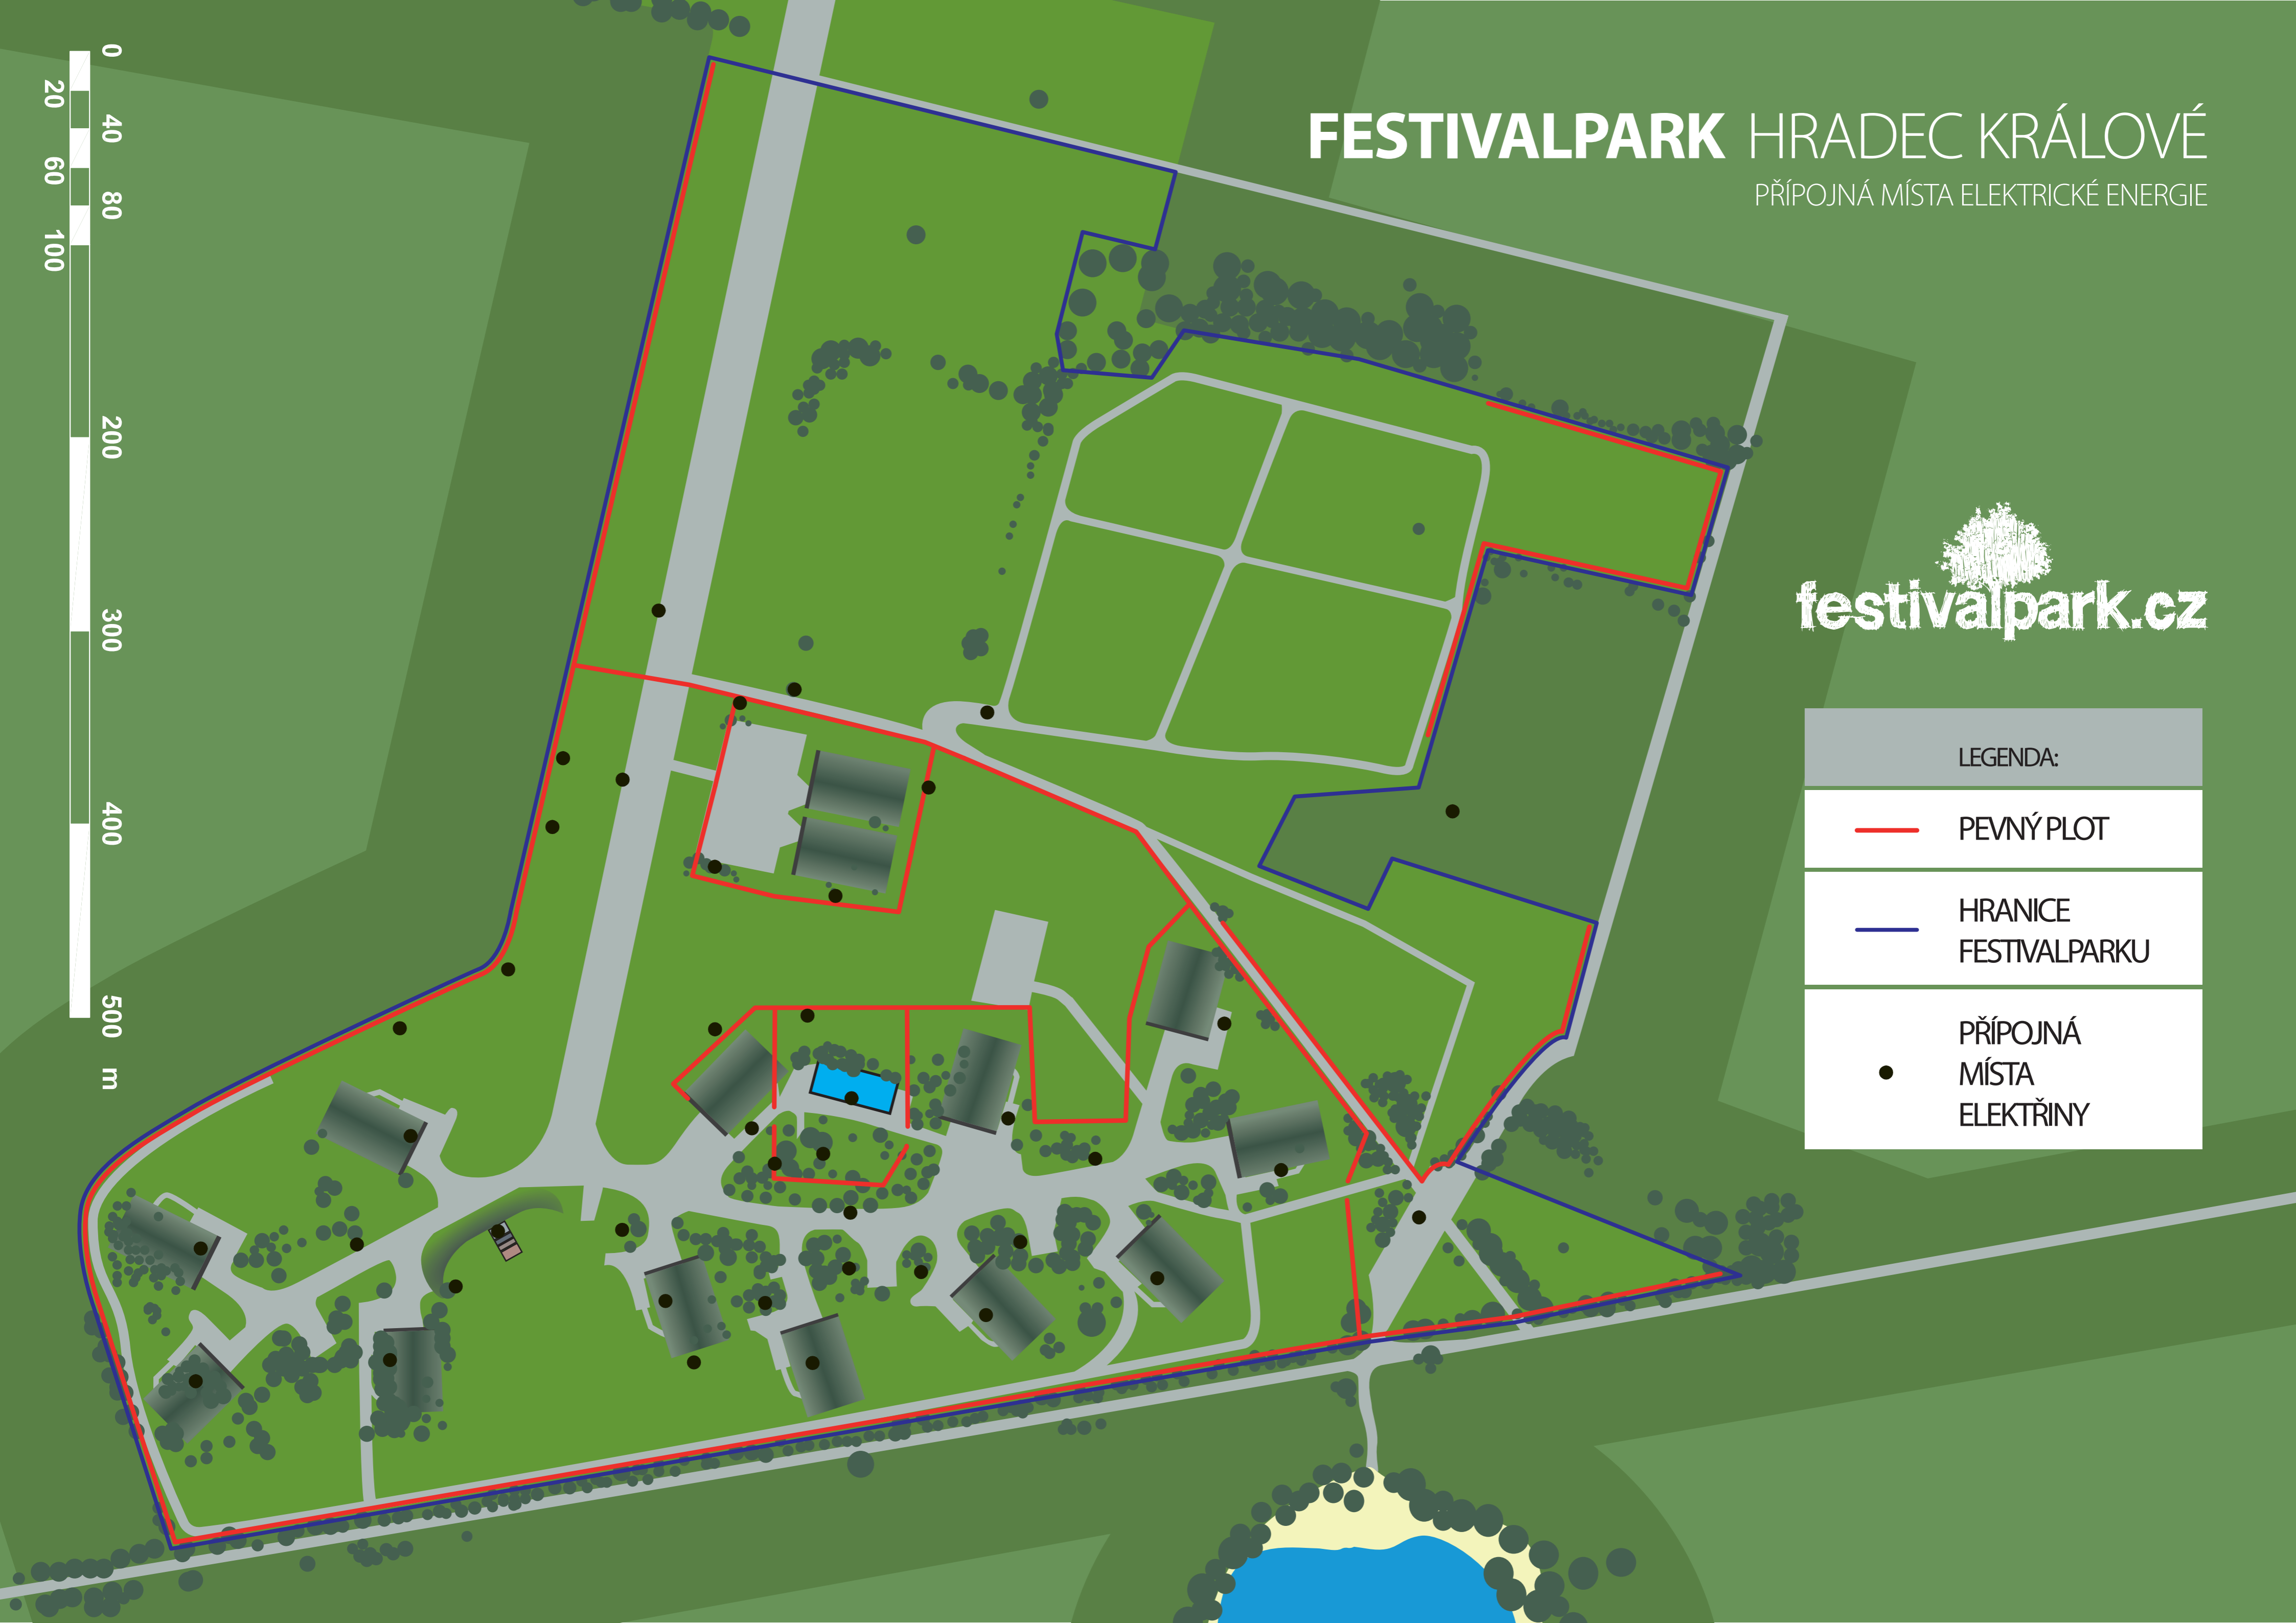 FESTIVALPARK HRADEC KRÁLOVÉ
PŘÍPOJNÁ MÍSTA ELEKTRICKÉ ENERGIE
0
20
40
60
80
100
200
300
400
500 m
festivalpark.cz
LEGENDA:
PEVNÝ PLOT
HRANICE
FESTIVALPARKU
PŘÍPOJNÁ
MÍSTA
ELEKTŘINY